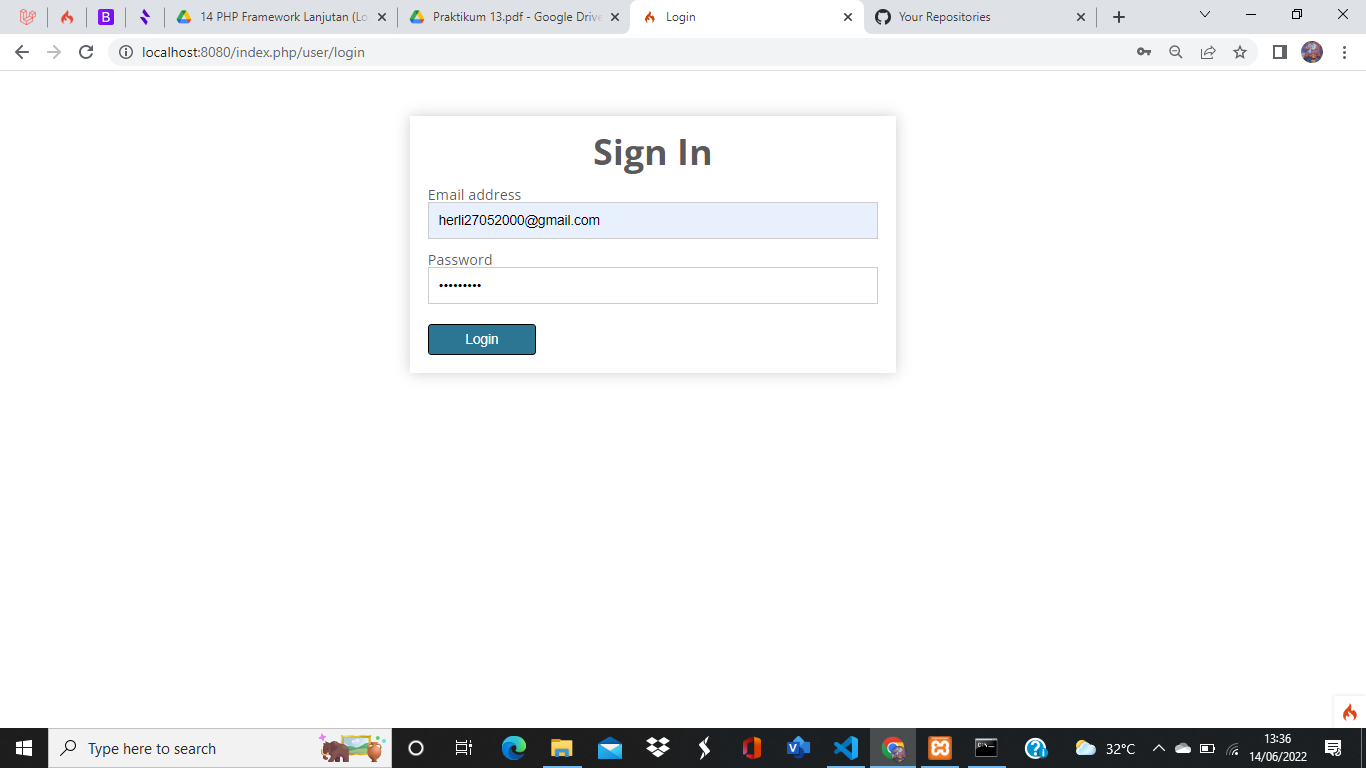 14 PHP Framework Lanjutan (Lo
Praktikum 13.pdf - Google Drive
Login
Your Repositories
localhost:8080/index.php/user/login
Sign In
Email address
herli27052000@gmail.com
Password
•••••••••
Login
Type here to search
32°C
13:36
14/06/2022